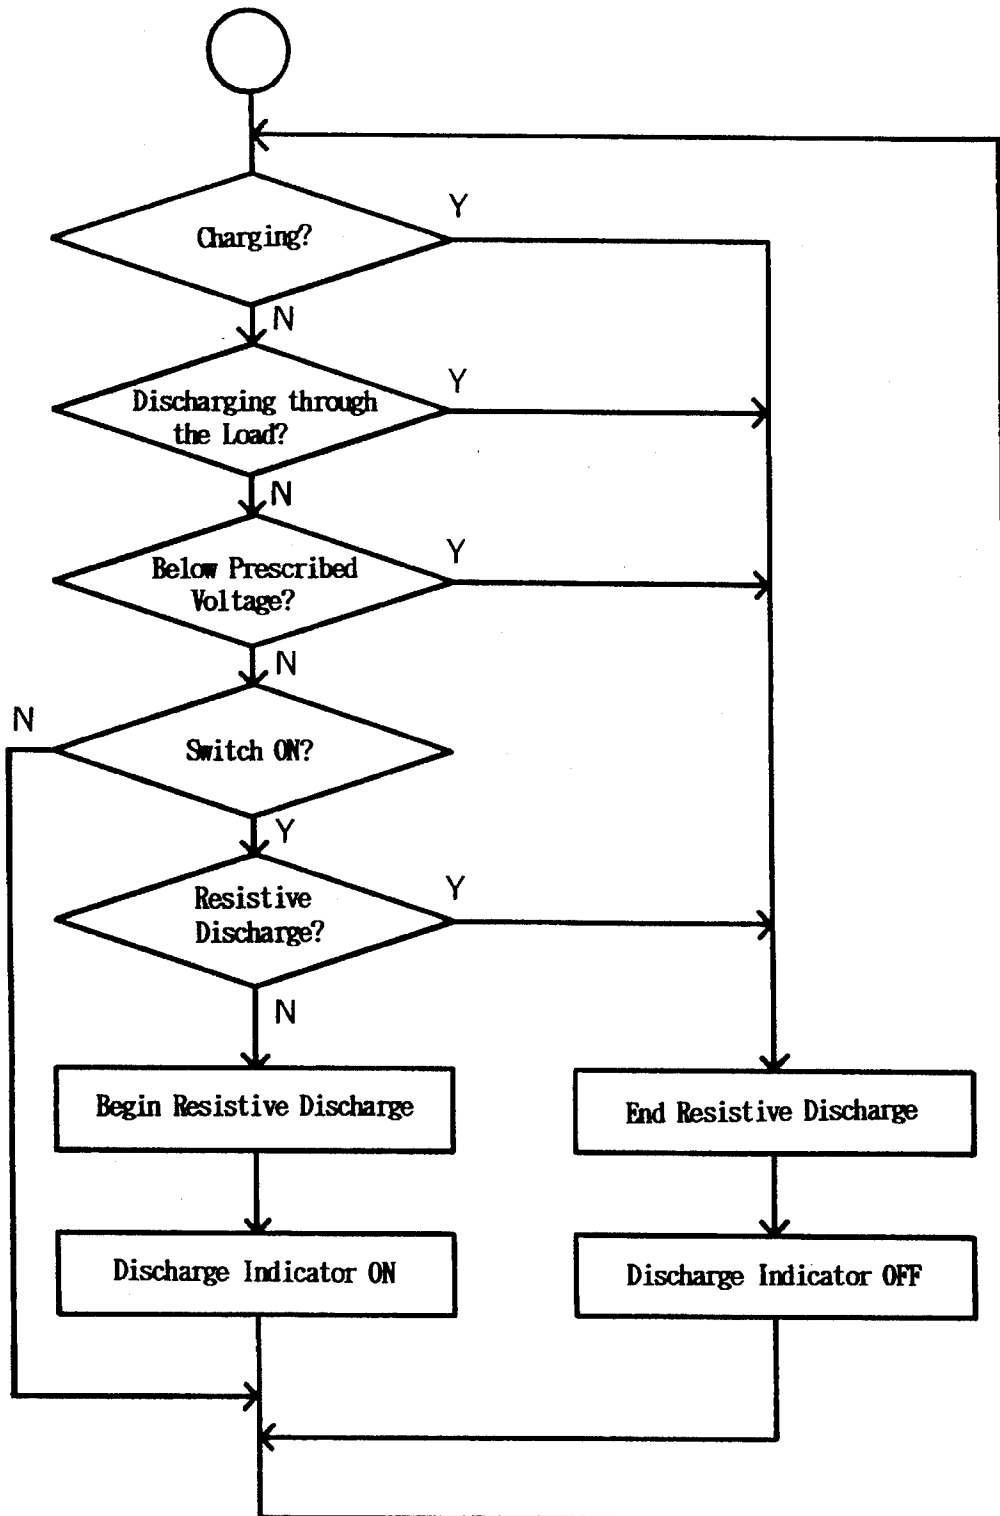 Charging?
Y
N
Discharging through
the Load?
Y
N
Below Prescribed
Voltage?
Y
N
Switch ON?
N
Y
Resistive
Discharge?
Y
N
Begin Resistive Discharge
End Resistive Discharge
Discharge Indicator ON
Discharge Indicator OFF